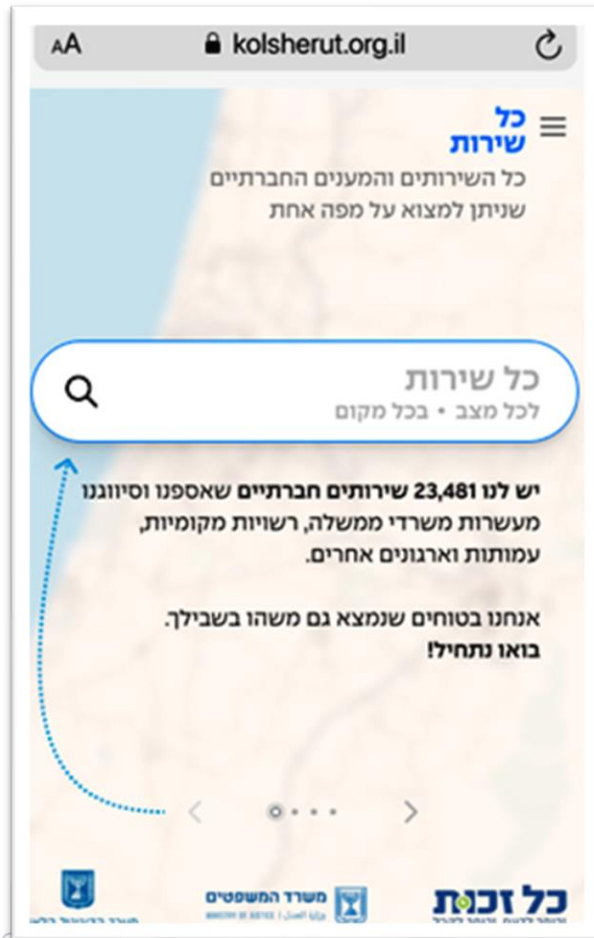 AA kolsherut.org.il
כל
שירות
כל השירותים והמענים החברתיים
שניתן למצוא על מפה אחת
כל שירות
לכל מצב • בכל מקום
יש לנו 23,481 שירותים חברתיים שאספנו וסיווגנו
מעשרות משרדי ממשלה, רשויות מקומיות,
עמותות וארגונים אחרים.
אנחנו בטוחים שנמצא גם משהו בשבילך.
בואו נתחיל!
כל זכות
משרד המשפטים
MINISTRY OF JUSTICE | وزارة العدل